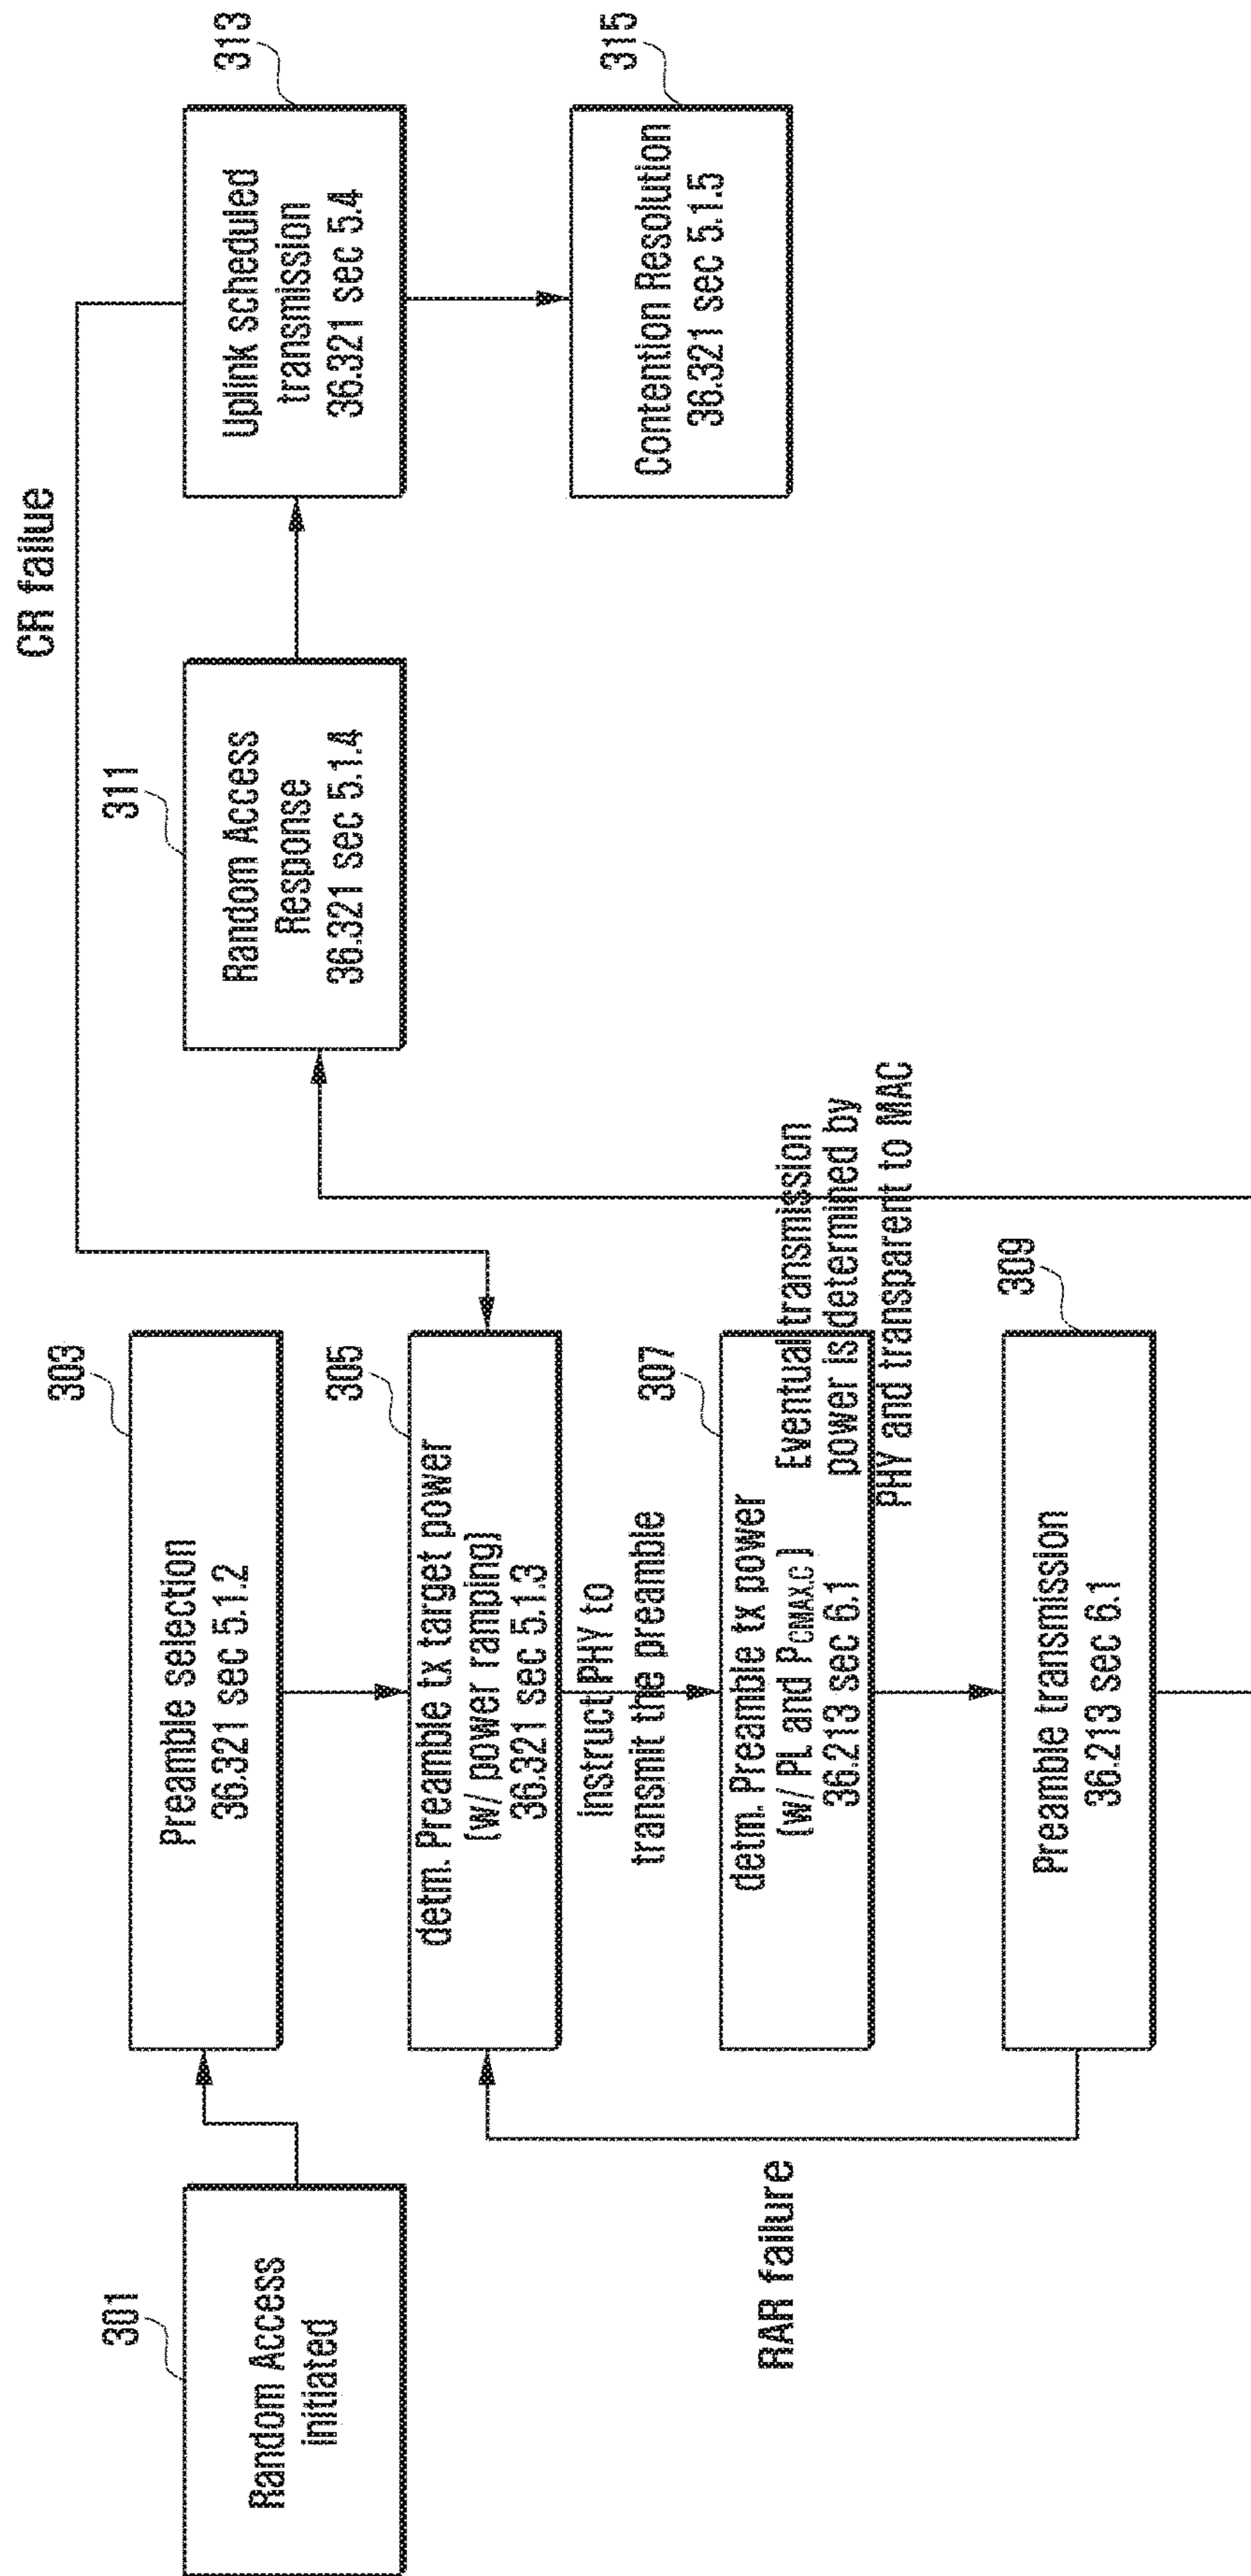 301
Random Access
initiated
303
Preamble selection
36.321 sec 5.1.2
305
detm. Preamble tx target power
(w/ power ramping)
36.321 sec 5.1.3
instruct PHY to
transmit the preamble
307
detm. Preamble tx power
(w/ PL and PCMAX.C)
36.213 sec 6.1
Eventual transmission
power is determined by
PHY and transparent to MAC
309
Preamble transmission
36.213 sec 6.1
RAR failure
311
Random Access
Response
36.321 sec 5.1.4
CR failue
313
Uplink scheduled
transmission
36.321 sec 5.4
315
Contention Resolution
36.321 sec 5.1.5